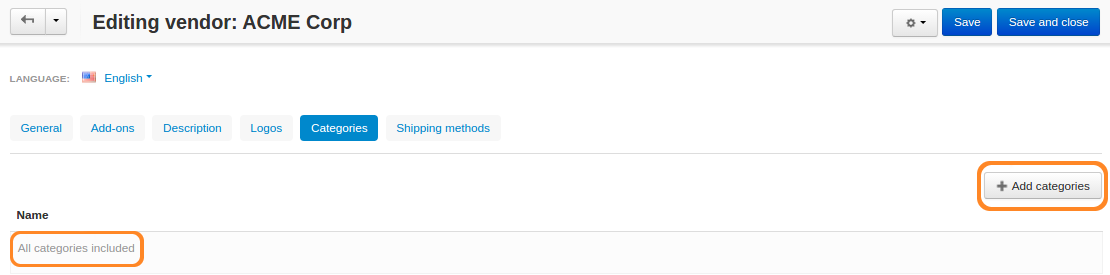 Editing vendor: ACME Corp
Save
Save and close
LANGUAGE: English
General Add-ons Description Logos Categories Shipping methods
Add categories
Name
All categories included